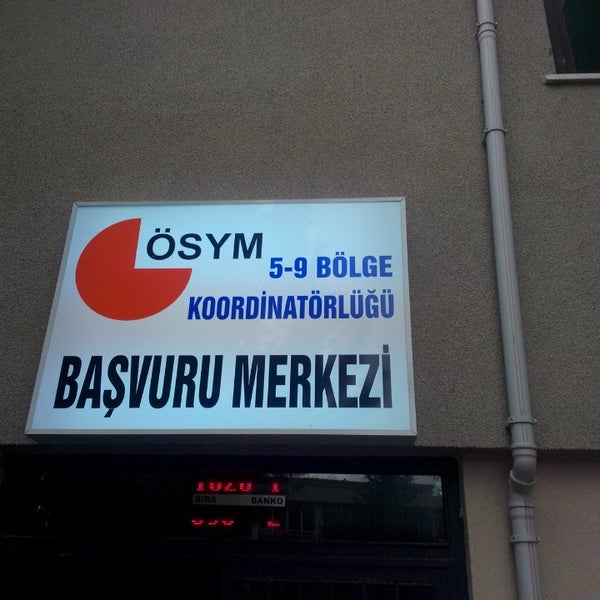 ÖSYM
5-9 BÖLGE
KOORDİNATÖRLÜĞÜ
BAŞVURU MERKEZİ
SIRA BANKO